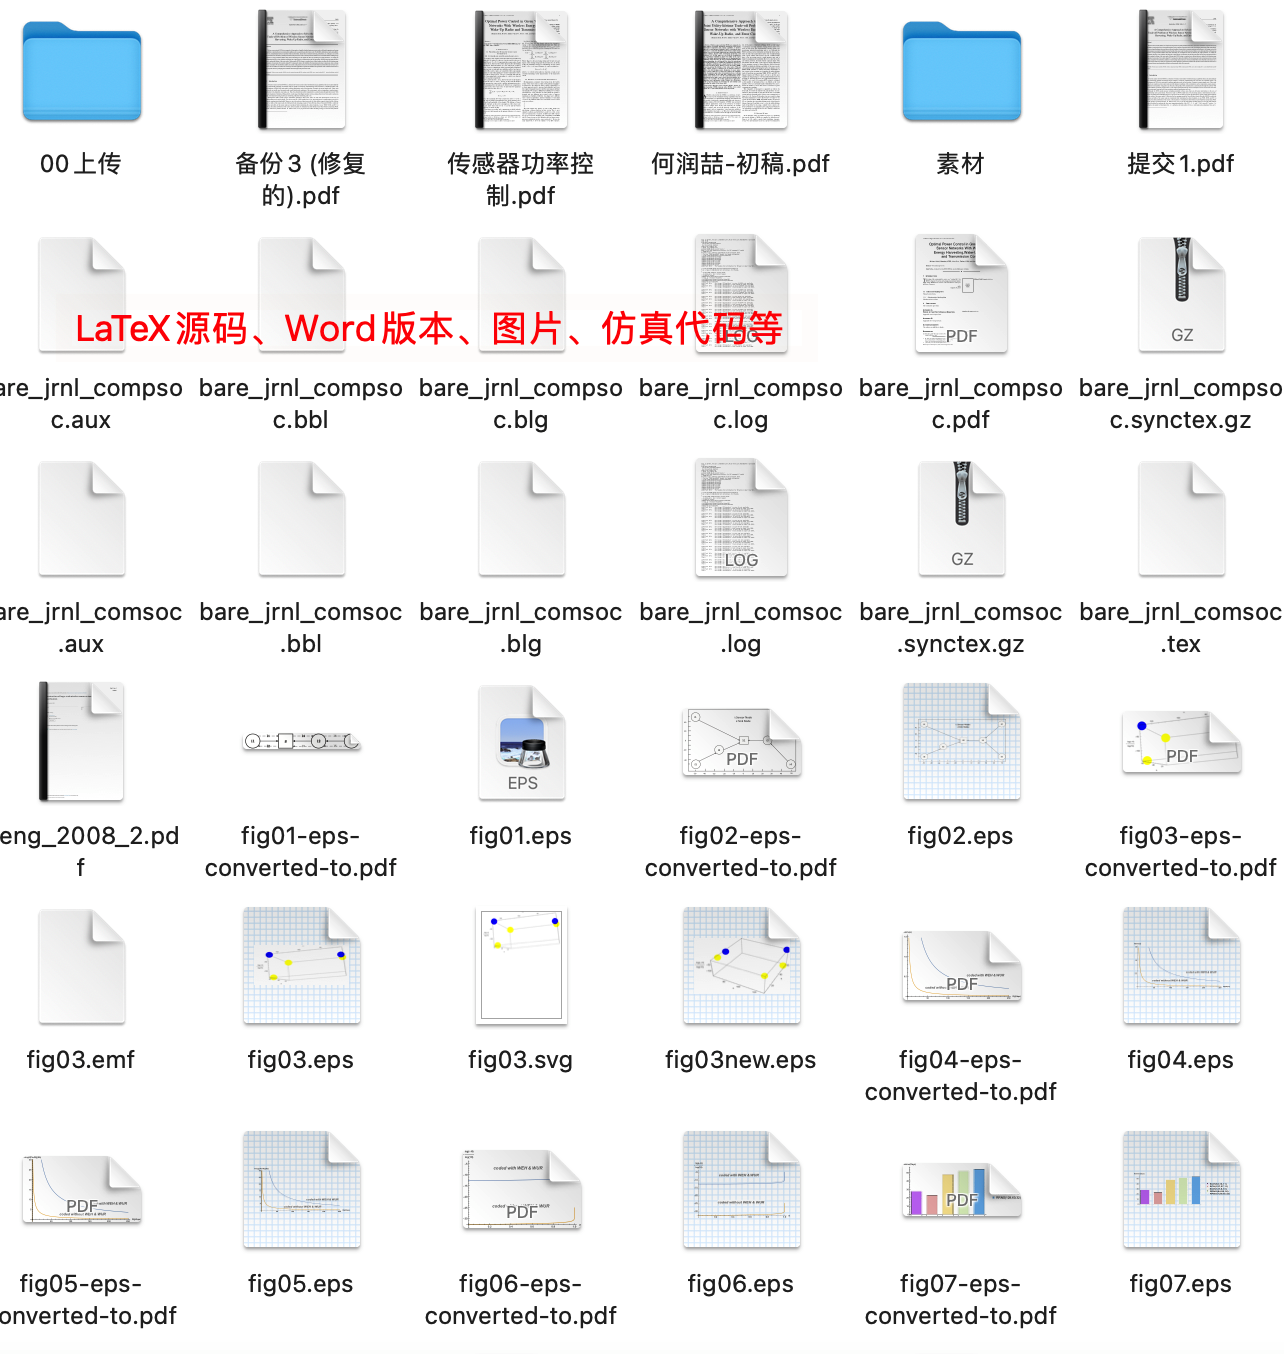 00上传
备份3 (修复的).pdf
传感器功率控制.pdf
何润喆-初稿.pdf
素材
提交1.pdf
LaTeX源码、Word版本、图片、仿真代码等
LOG
PDF
GZ
are_jrnl_compsoc.aux
bare_jrnl_compsoc.bbl
bare_jrnl_compsoc.blg
bare_jrnl_compsoc.log
bare_jrnl_compsoc.pdf
bare_jrnl_compsoc.synctex.gz
LOG
GZ
are_jrnl_comsoc.aux
bare_jrnl_comsoc.bbl
bare_jrnl_comsoc.blg
bare_jrnl_comsoc.log
bare_jrnl_comsoc.synctex.gz
bare_jrnl_comsoc.tex
EPS
PDF
PDF
eng_2008_2.pdf
fig01-eps-converted-to.pdf
fig01.eps
fig02-eps-converted-to.pdf
fig02.eps
fig03-eps-converted-to.pdf
PDF
fig03.emf
fig03.eps
fig03.svg
fig03new.eps
fig04-eps-converted-to.pdf
fig04.eps
PDF
PDF
PDF
fig05-eps-onverted-to.pdf
fig05.eps
fig06-eps-converted-to.pdf
fig06.eps
fig07-eps-converted-to.pdf
fig07.eps